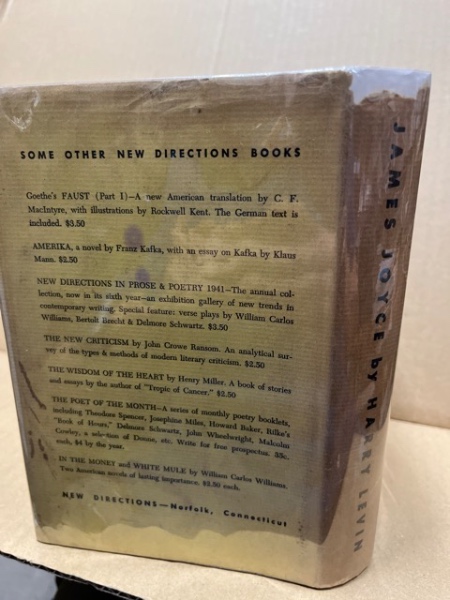 SOME OTHER NEW DIRECTIONS BOOKS
Goethe's FAUST (Part I)—A new American translation by C. F.
MacIntyre, with illustrations by Rockwell Kent. The German text is
included. $3.50
AMERIKA, a novel by Franz Kafka, with an essay on Kafka by Klaus
Mann. $2.50
NEW DIRECTIONS IN PROSE & POETRY 1941—The annual col-
lection, now in its sixth year—an exhibition gallery of new trends in
contemporary writing. Special feature: verse plays by William Carlos
Williams, Bertolt Brecht & Delmore Schwartz. $3.50
THE NEW CRITICISM by John Crowe Ransom. An analytical sur-
vey of the types & methods of modern literary criticism. $2.50
THE WISDOM OF THE HEART by Henry Miller. A book of stories
and essays by the author of "Tropic of Cancer." $2.50
THE POET OF THE MONTH—A series of monthly poetry booklets,
including Theodore Spencer, Josephine Miles, Howard Baker, Rilke's
"Book of Hours," Delmore Schwartz, John Wheelwright, Malcolm
Cowley, a selection of Donne, etc. Write for free prospectus. 35c.
each, $4 by the year.
IN THE MONEY and WHITE MULE by William Carlos Williams.
Two American novels of lasting importance. $2.50 each.
NEW DIRECTIONS—Norfolk, Connecticut
JAMES JOYCE by HARRY LEVIN